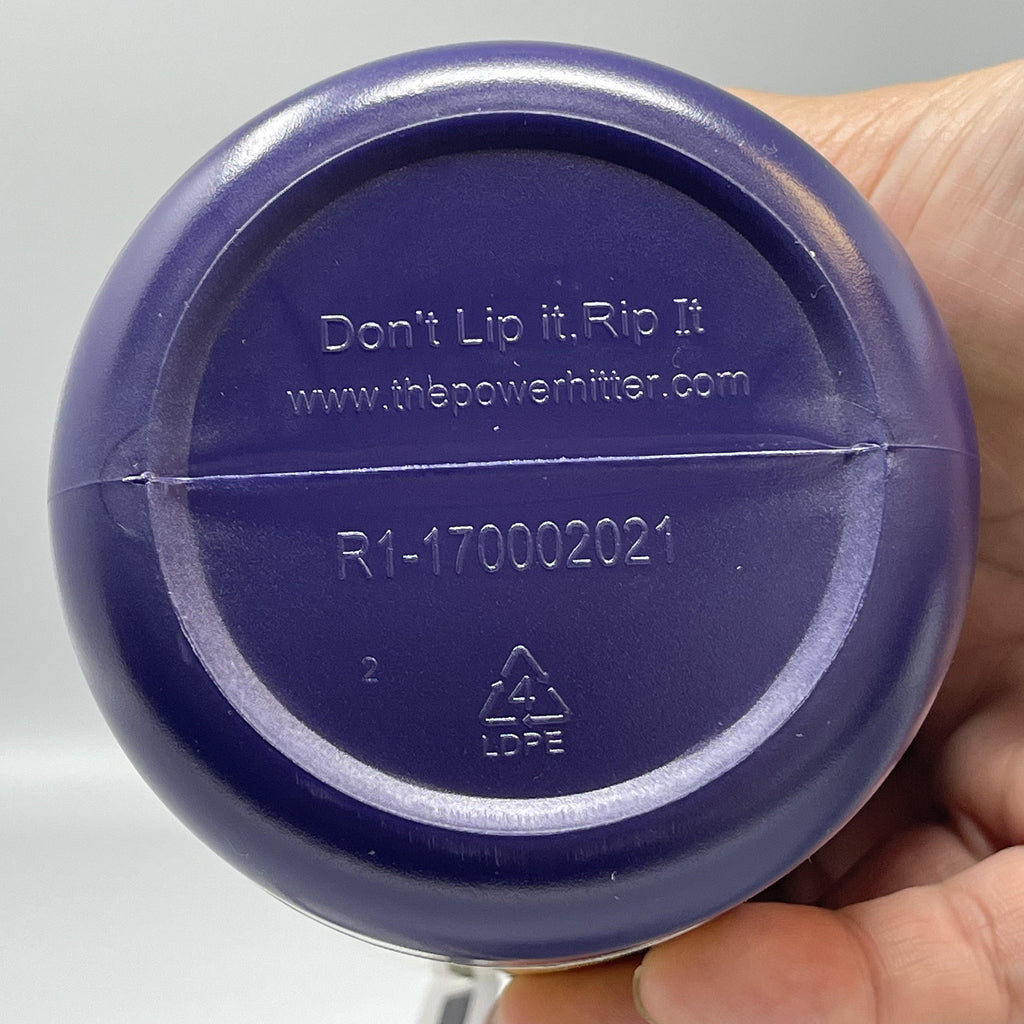 Don't Lip it,Rip It
www.thepowerhitter.com
R1-170002021
2
4
LDPE